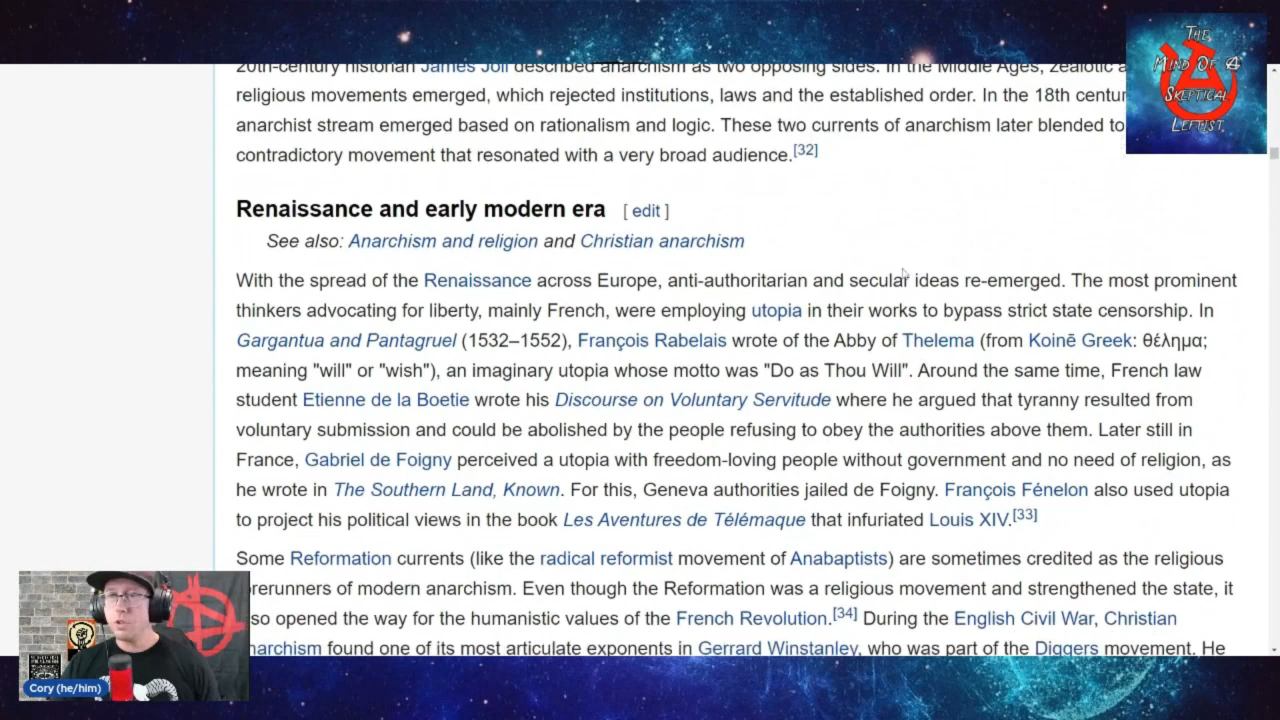 20th-century historian James Joll described anarchism as two opposing sides. In the Middle Ages, zealotic a
religious movements emerged, which rejected institutions, laws and the established order. In the 18th centur
anarchist stream emerged based on rationalism and logic. These two currents of anarchism later blended to
contradictory movement that resonated with a very broad audience.[32]
THE
MIND OF A
SKEPTICAL
LEFTIST
Renaissance and early modern era [ edit ]
See also: Anarchism and religion and Christian anarchism
With the spread of the Renaissance across Europe, anti-authoritarian and secular ideas re-emerged. The most prominent
thinkers advocating for liberty, mainly French, were employing utopia in their works to bypass strict state censorship. In
Gargantua and Pantagruel (1532–1552), François Rabelais wrote of the Abby of Thelema (from Koinē Greek: θέλημα;
meaning "will" or "wish"), an imaginary utopia whose motto was "Do as Thou Will". Around the same time, French law
student Etienne de la Boetie wrote his Discourse on Voluntary Servitude where he argued that tyranny resulted from
voluntary submission and could be abolished by the people refusing to obey the authorities above them. Later still in
France, Gabriel de Foigny perceived a utopia with freedom-loving people without government and no need of religion, as
he wrote in The Southern Land, Known. For this, Geneva authorities jailed de Foigny. François Fénelon also used utopia
to project his political views in the book Les Aventures de Télémaque that infuriated Louis XIV.[33]
Some Reformation currents (like the radical reformist movement of Anabaptists) are sometimes credited as the religious
orerunners of modern anarchism. Even though the Reformation was a religious movement and strengthened the state, it
so opened the way for the humanistic values of the French Revolution.[34] During the English Civil War, Christian
narchism found one of its most articulate exponents in Gerrard Winstanley, who was part of the Diggers movement. He
Cory (he/him)